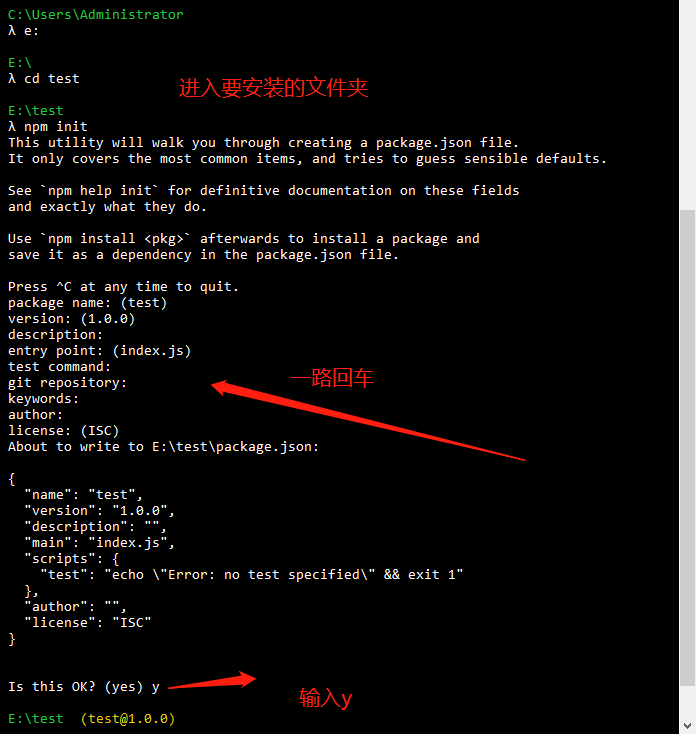 C:\Users\Administrator
λ e:
E:\
λ cd test
进入要安装的文件夹
E:\test
λ npm init
This utility will walk you through creating a package.json file.
It only covers the most common items, and tries to guess sensible defaults.
See `npm help init` for definitive documentation on these fields
and exactly what they do.
Use `npm install <pkg>` afterwards to install a package and
save it as a dependency in the package.json file.
Press ^C at any time to quit.
package name: (test)
version: (1.0.0)
description:
entry point: (index.js)
test command:
一路回车
git repository:
keywords:
author:
license: (ISC)
About to write to E:\test\package.json:
{
  "name": "test",
  "version": "1.0.0",
  "description": "",
  "main": "index.js",
  "scripts": {
    "test": "echo \"Error: no test specified\" && exit 1"
  },
  "author": "",
  "license": "ISC"
}
Is this OK? (yes) y
输入y
E:\test  (test@1.0.0)